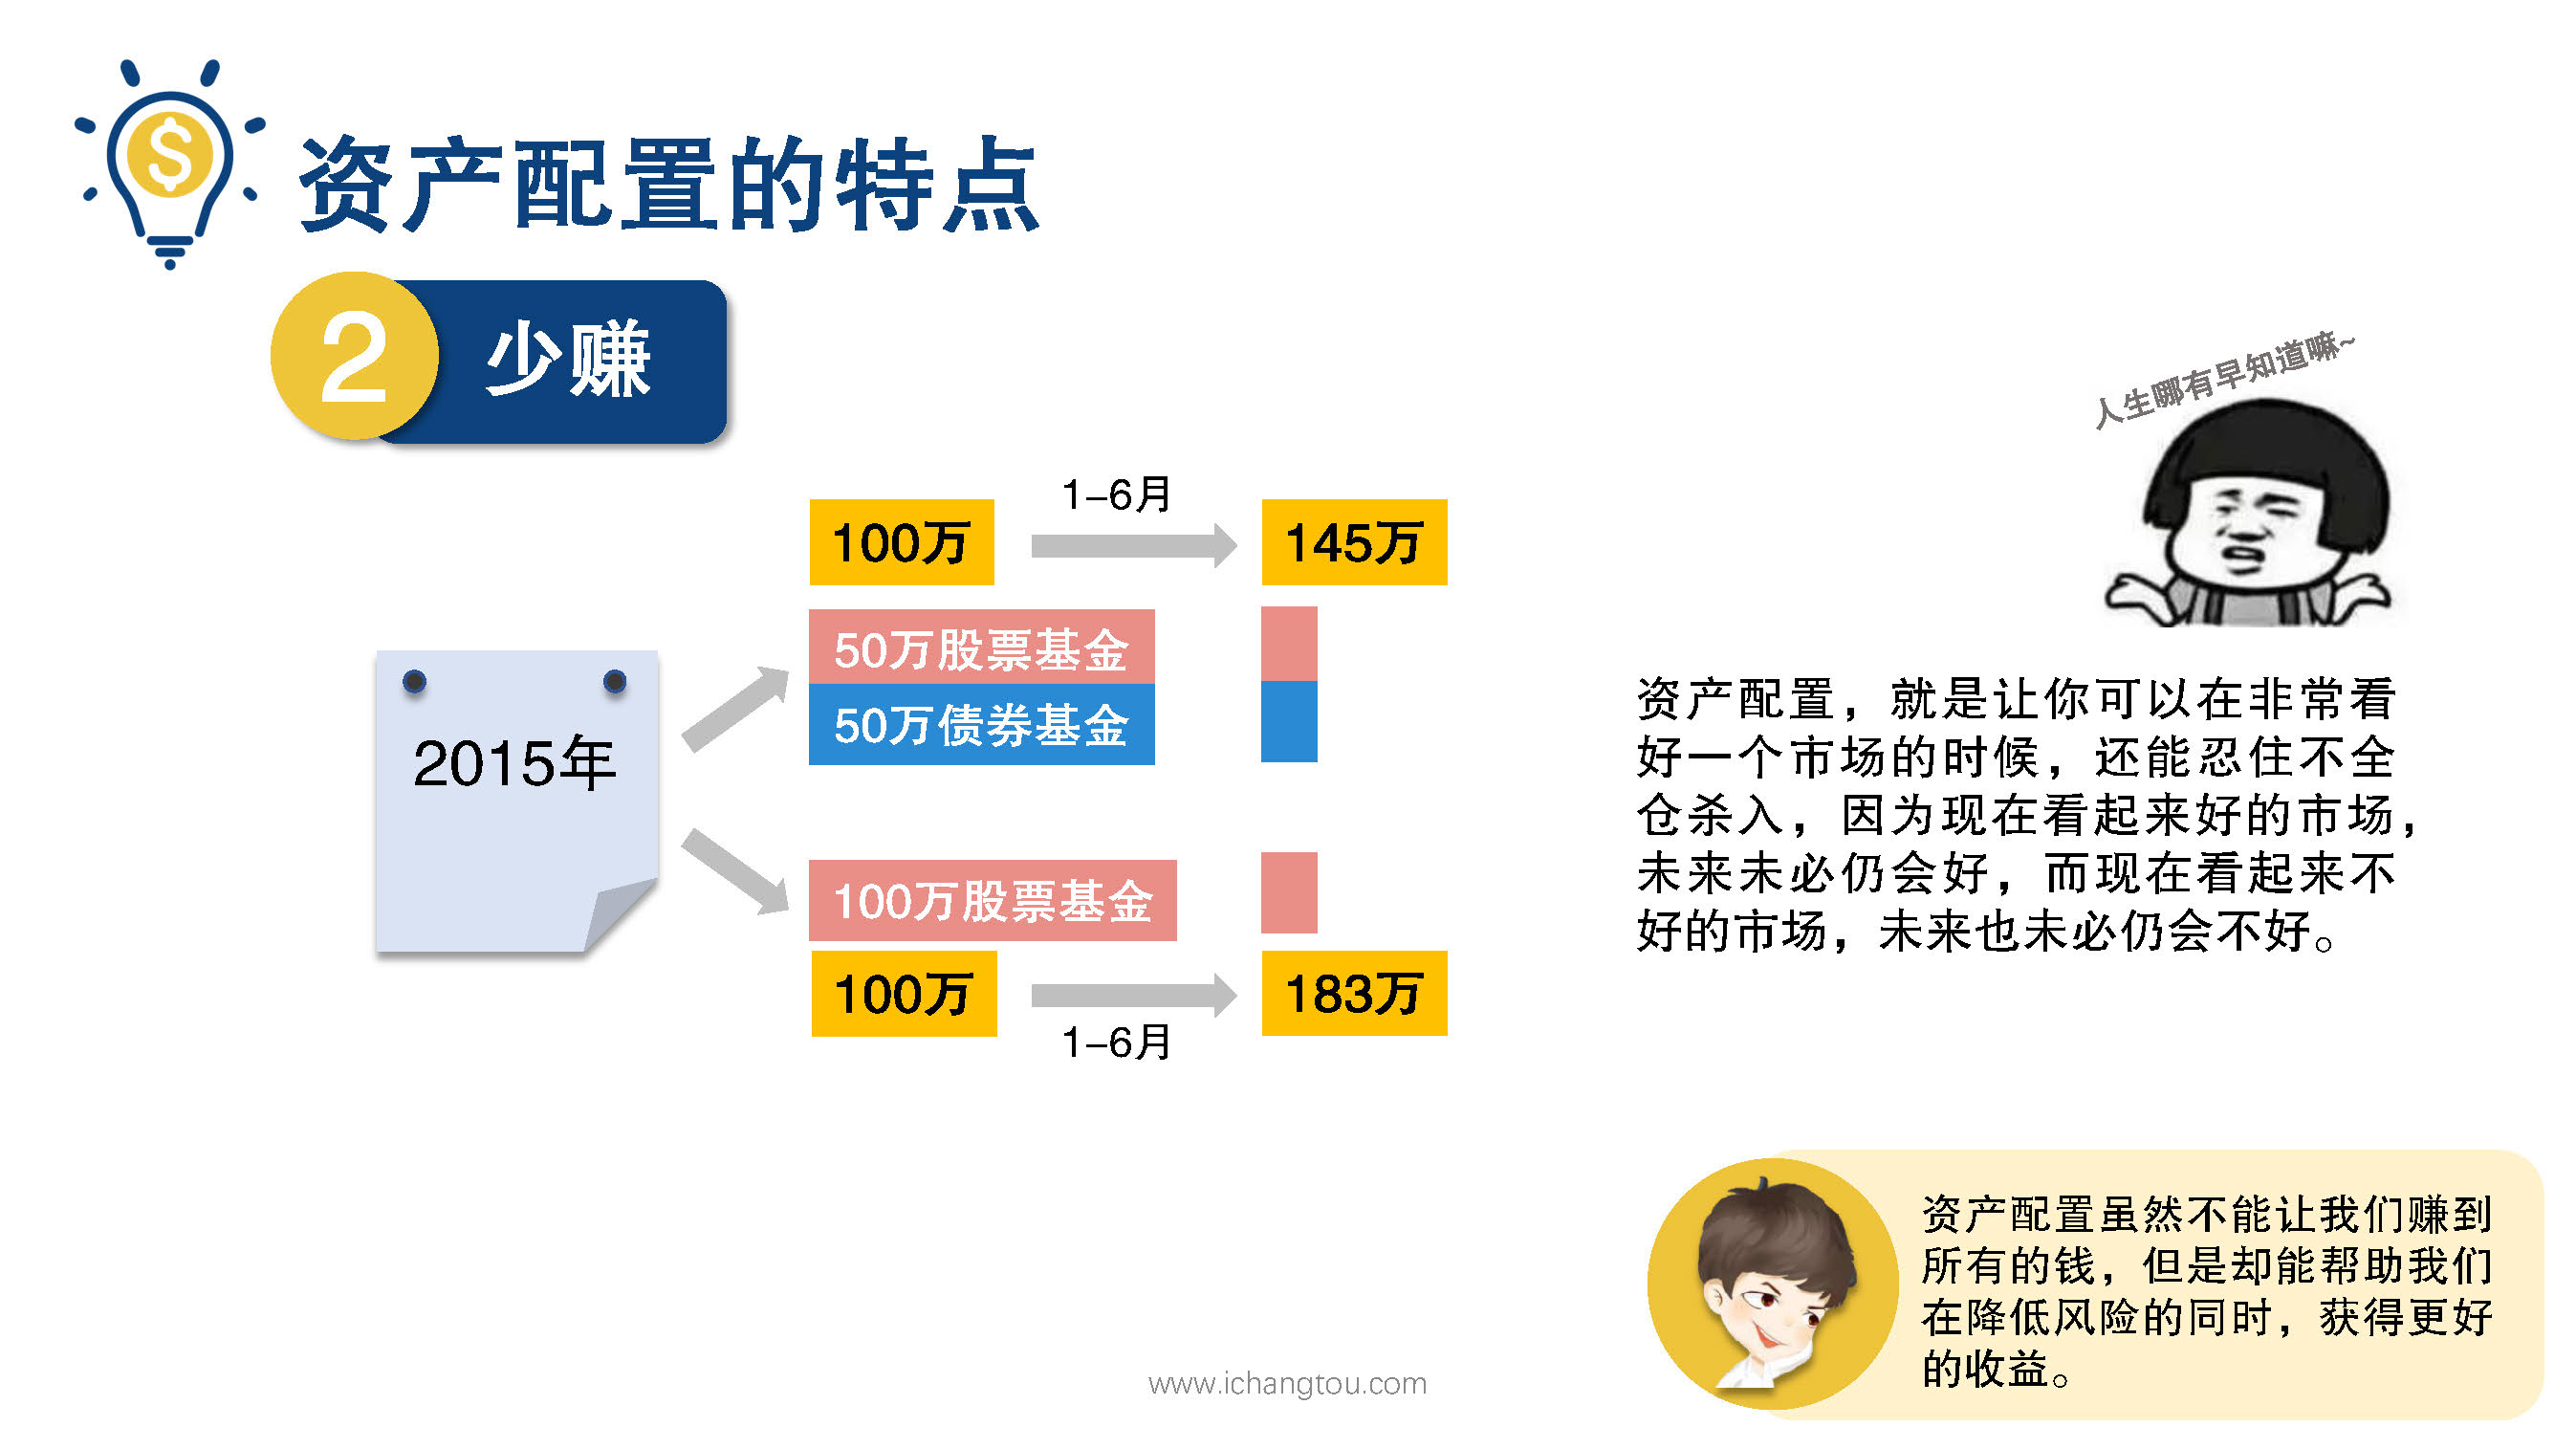 资产配置的特点
2
少赚
人生哪有早知道嘛~
1-6月
100万
145万
50万股票基金
50万债券基金
2015年
100万股票基金
100万
183万
1-6月
资产配置，就是让你可以在非常看
好一个市场的时候，还能忍住不全
仓杀入，因为现在看起来好的市场，
未来未必仍会好，而现在看起来不
好的市场，未来也未必仍会不好。
资产配置虽然不能让我们赚到
所有的钱，但是却能帮助我们
在降低风险的同时，获得更好
的收益。
www.ichangtou.com